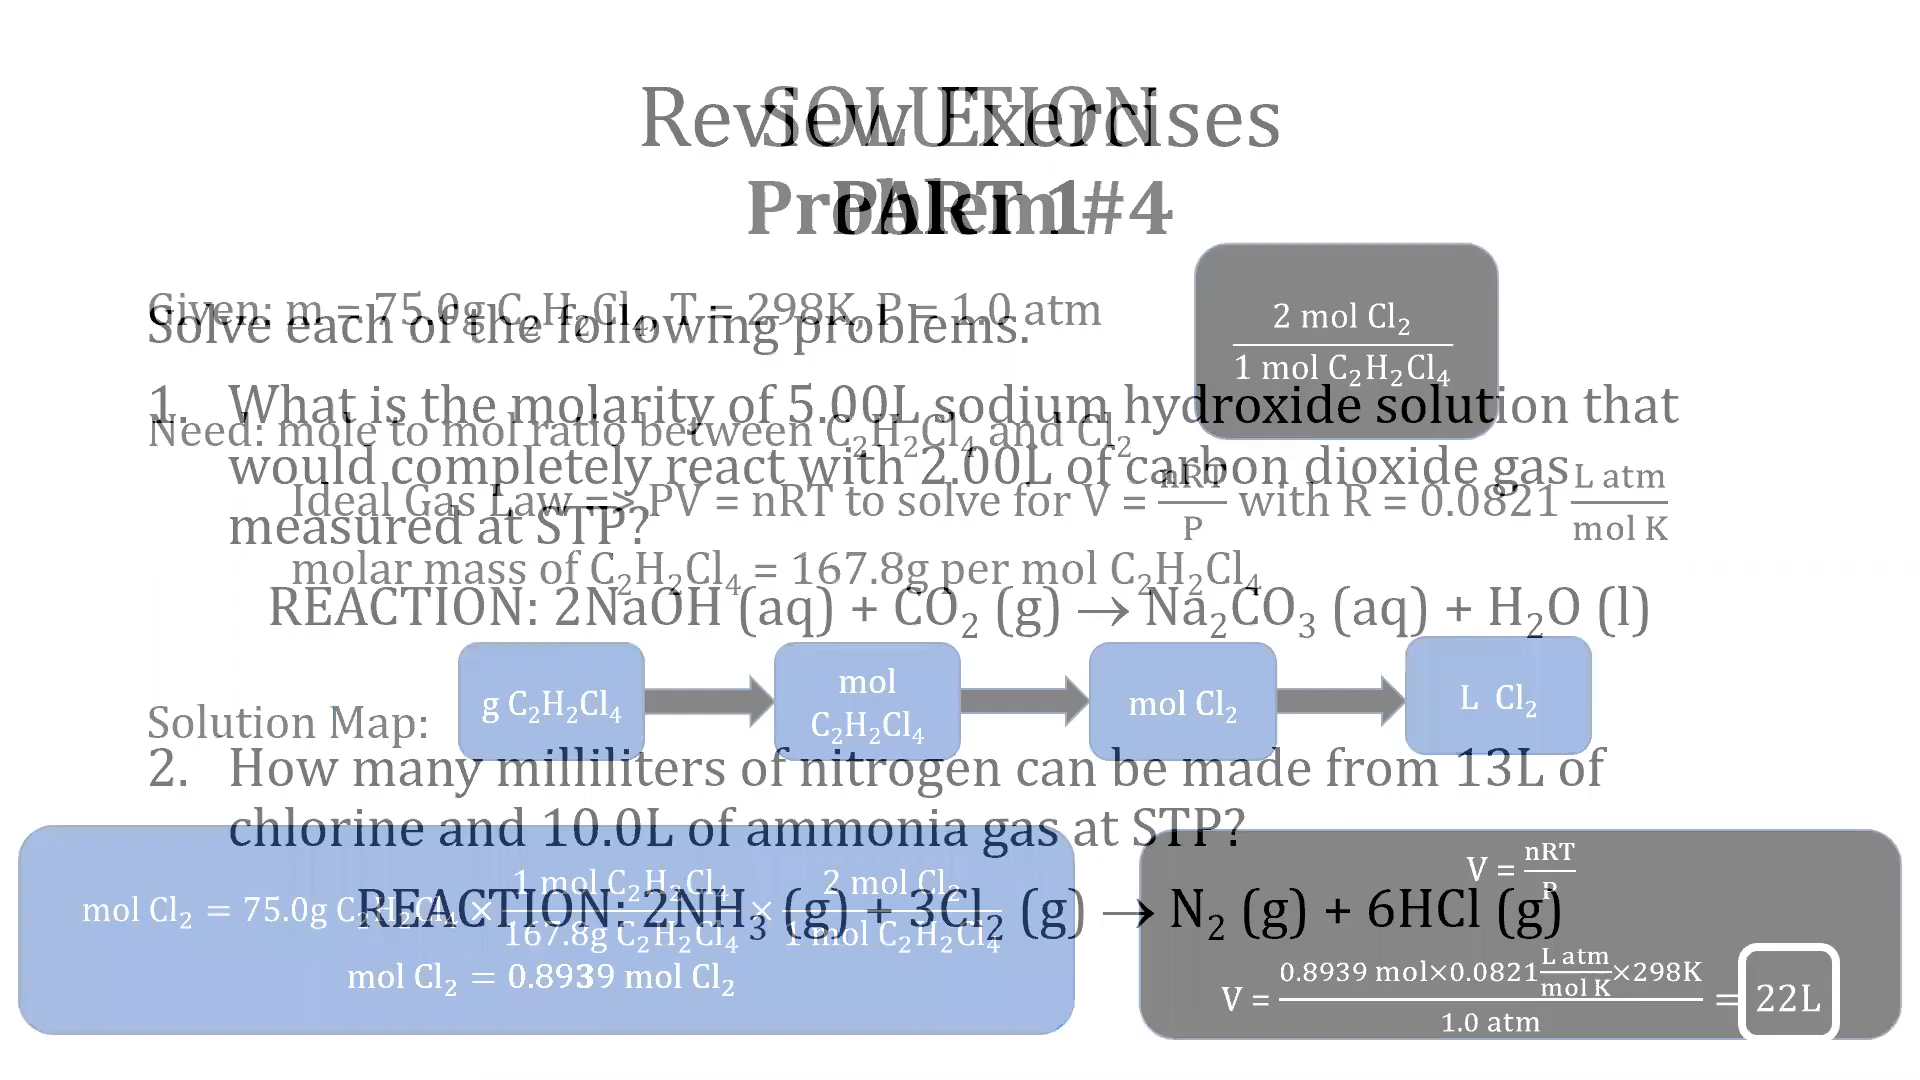 SOLUTION
PART 1
Given: m = 75.0g C₂H₂Cl₄, T = 298K, P = 1.0 atm
2 mol Cl₂
1 mol C₂H₂Cl₄
Need: mole to mol ratio between C₂H₂Cl₄ and Cl₂
Ideal Gas Law => PV = nRT to solve for V = nRT/P with R = 0.0821 L atm/mol K
molar mass of C₂H₂Cl₄ = 167.8g per mol C₂H₂Cl₄
Solution Map:
g C₂H₂Cl₄
mol
C₂H₂Cl₄
mol Cl₂
L Cl₂
mol Cl₂ = 75.0g C₂H₂Cl₄ × 1 mol C₂H₂Cl₄/167.8g C₂H₂Cl₄ × 2 mol Cl₂/1 mol C₂H₂Cl₄
mol Cl₂ = 0.8939 mol Cl₂
V = nRT/P
V = 0.8939 mol×0.0821 L atm/mol K ×298K/1.0 atm = 22L
Review Exercises
Problem #4
Solve each of the following problems.
1. What is the molarity of 5.00L sodium hydroxide solution that
would completely react with 2.00L of carbon dioxide gas
measured at STP?
REACTION: 2NaOH (aq) + CO₂ (g) → Na₂CO₃ (aq) + H₂O (l)
2. How many milliliters of nitrogen can be made from 13L of
chlorine and 10.0L of ammonia gas at STP?
REACTION: 2NH₃ (g) + 3Cl₂ (g) → N₂ (g) + 6HCl (g)